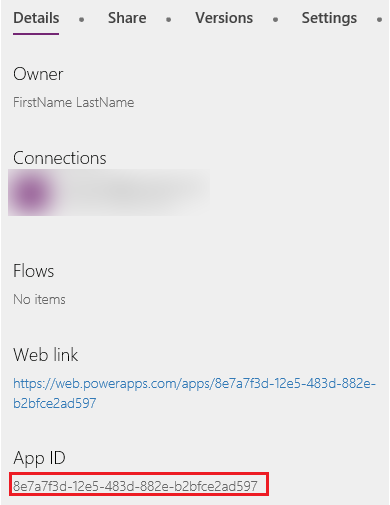 Details • Share • Versions • Settings •
Owner
FirstName LastName
Connections
Flows
No items
Web link
https://web.powerapps.com/apps/8e7a7f3d-12e5-483d-882e-
b2bfce2ad597
App ID
8e7a7f3d-12e5-483d-882e-b2bfce2ad597